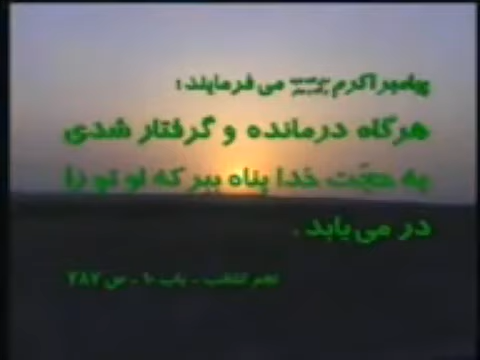 پیامبر اکرم می فرمایند :
هرگاه درمانده و گرفتار شدی
به حجّت خدا پناه ببر که او تو را
در می یابد .
نجم الثاقب - باب ۱۰ - ص ۷۸۷